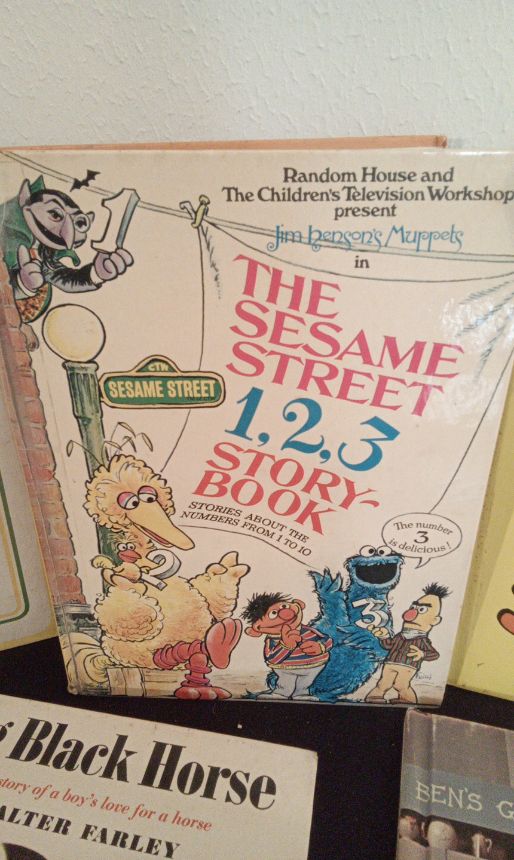 Random House and
The Children's Television Workshop
present
Jim Henson's Muppets
in
THE
SESAME
STREET
1, 2, 3
STORY-
BOOK
STORIES ABOUT THE
NUMBERS FROM 1 TO 10
1
CTW
SESAME STREET
2
The number
3
is delicious!
3
Black Horse
story of a boy's love for a horse
ALTER FARLEY
BEN'S G